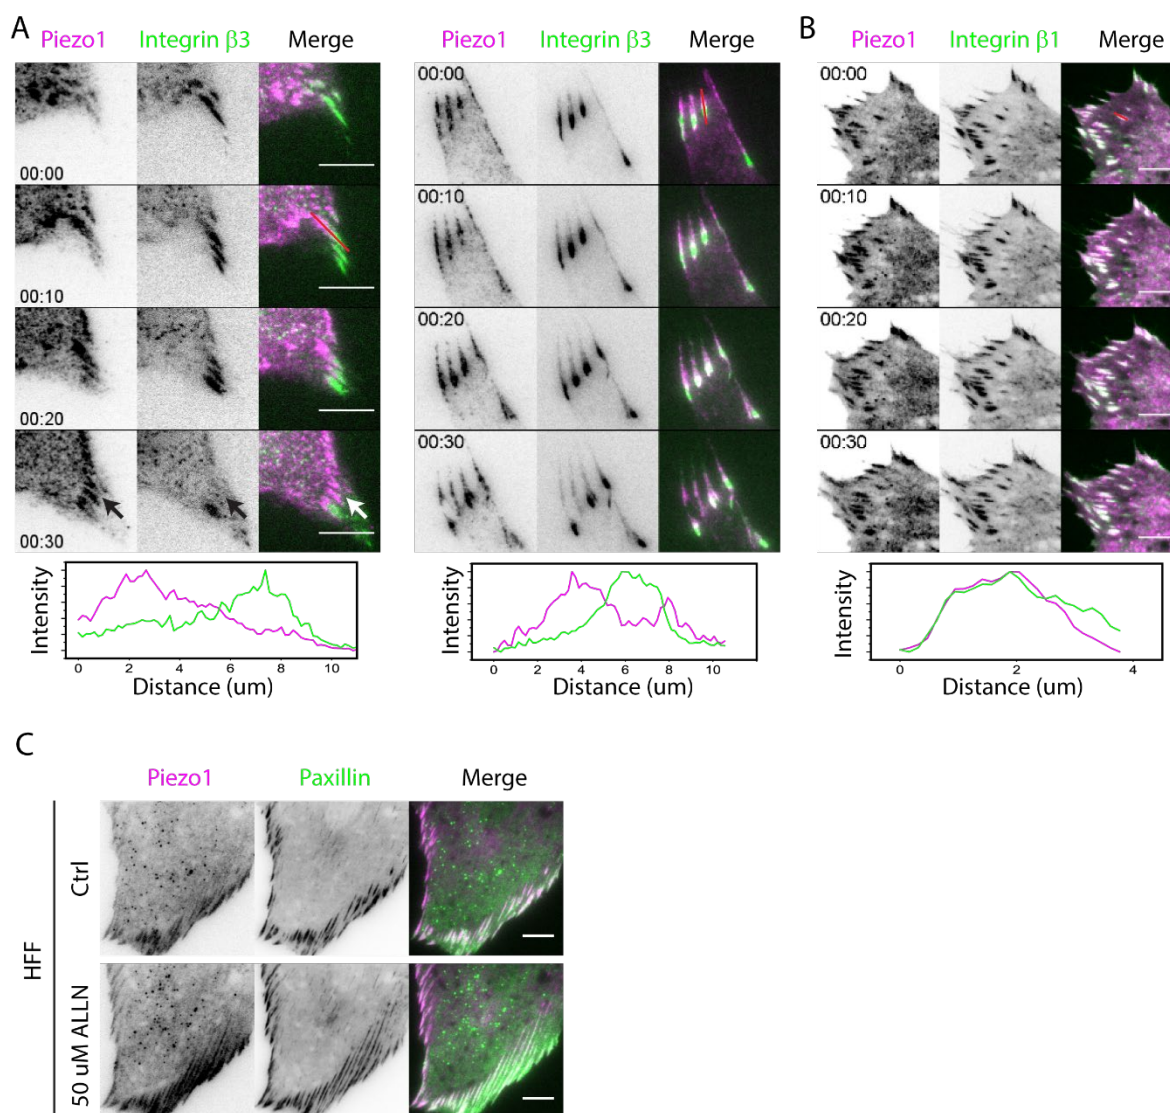 A
Piezo1 Integrin β3 Merge
00:00
00:10
00:20
00:30
Intensity
0 2 4 6 8 10
Distance (um)
Piezo1 Integrin β3 Merge
00:00
00:10
00:20
00:30
Intensity
0 2 4 6 8 10
Distance (um)
B
Piezo1 Integrin β1 Merge
00:00
00:10
00:20
00:30
Intensity
0 2 4
Distance (um)
C
Piezo1 Paxillin Merge
HFF
Ctrl
50 uM ALLN